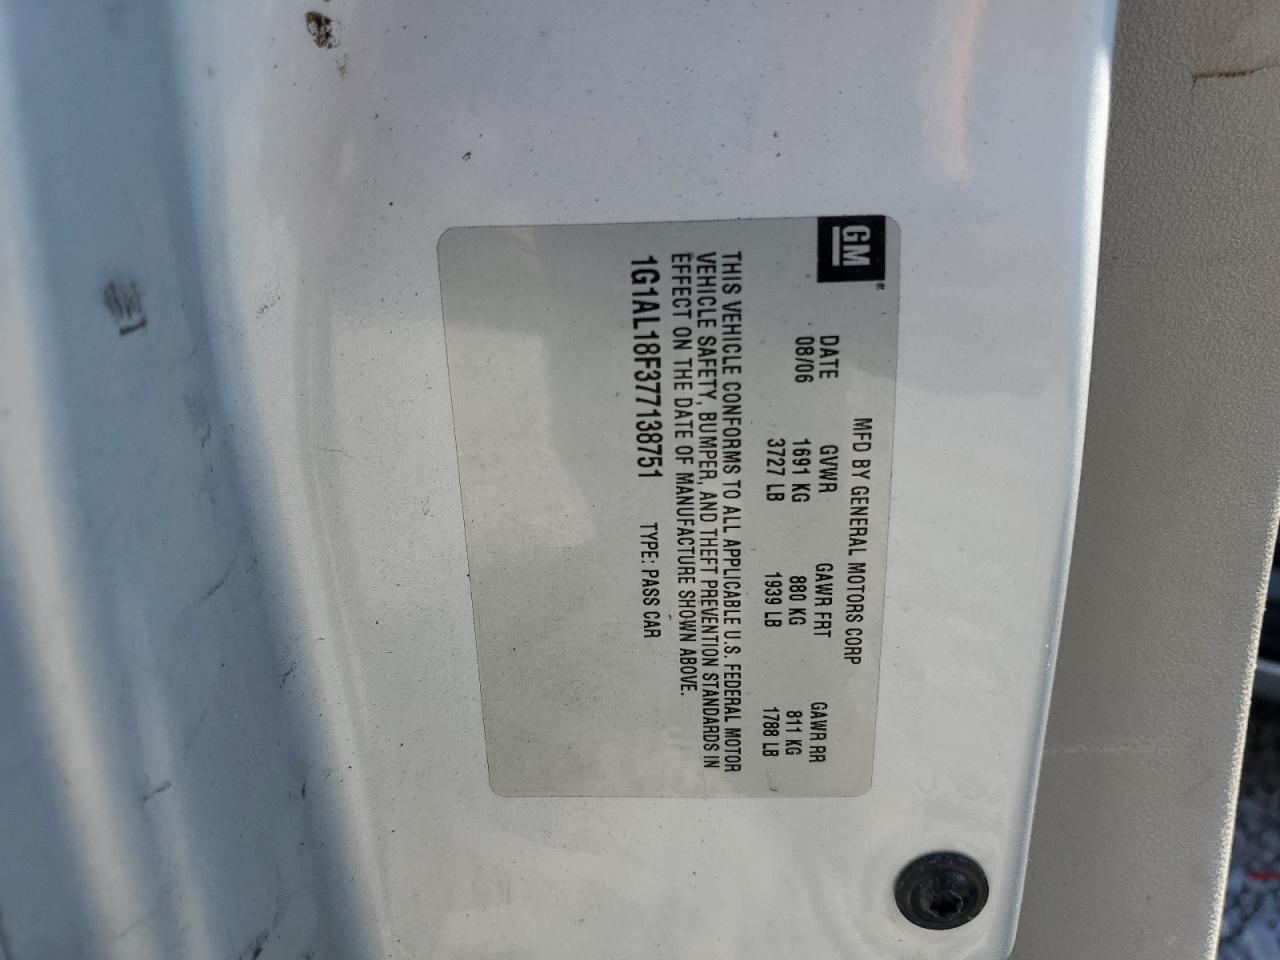 GM®
MFD BY GENERAL MOTORS CORP
DATE GVWR GAWR FRT GAWR RR
08/06 1691 KG 880 KG 811 KG
3727 LB 1939 LB 1788 LB
THIS VEHICLE CONFORMS TO ALL APPLICABLE U.S. FEDERAL MOTOR
VEHICLE SAFETY, BUMPER, AND THEFT PREVENTION STANDARDS IN
EFFECT ON THE DATE OF MANUFACTURE SHOWN ABOVE.
1G1AL18F377138751 TYPE: PASS CAR